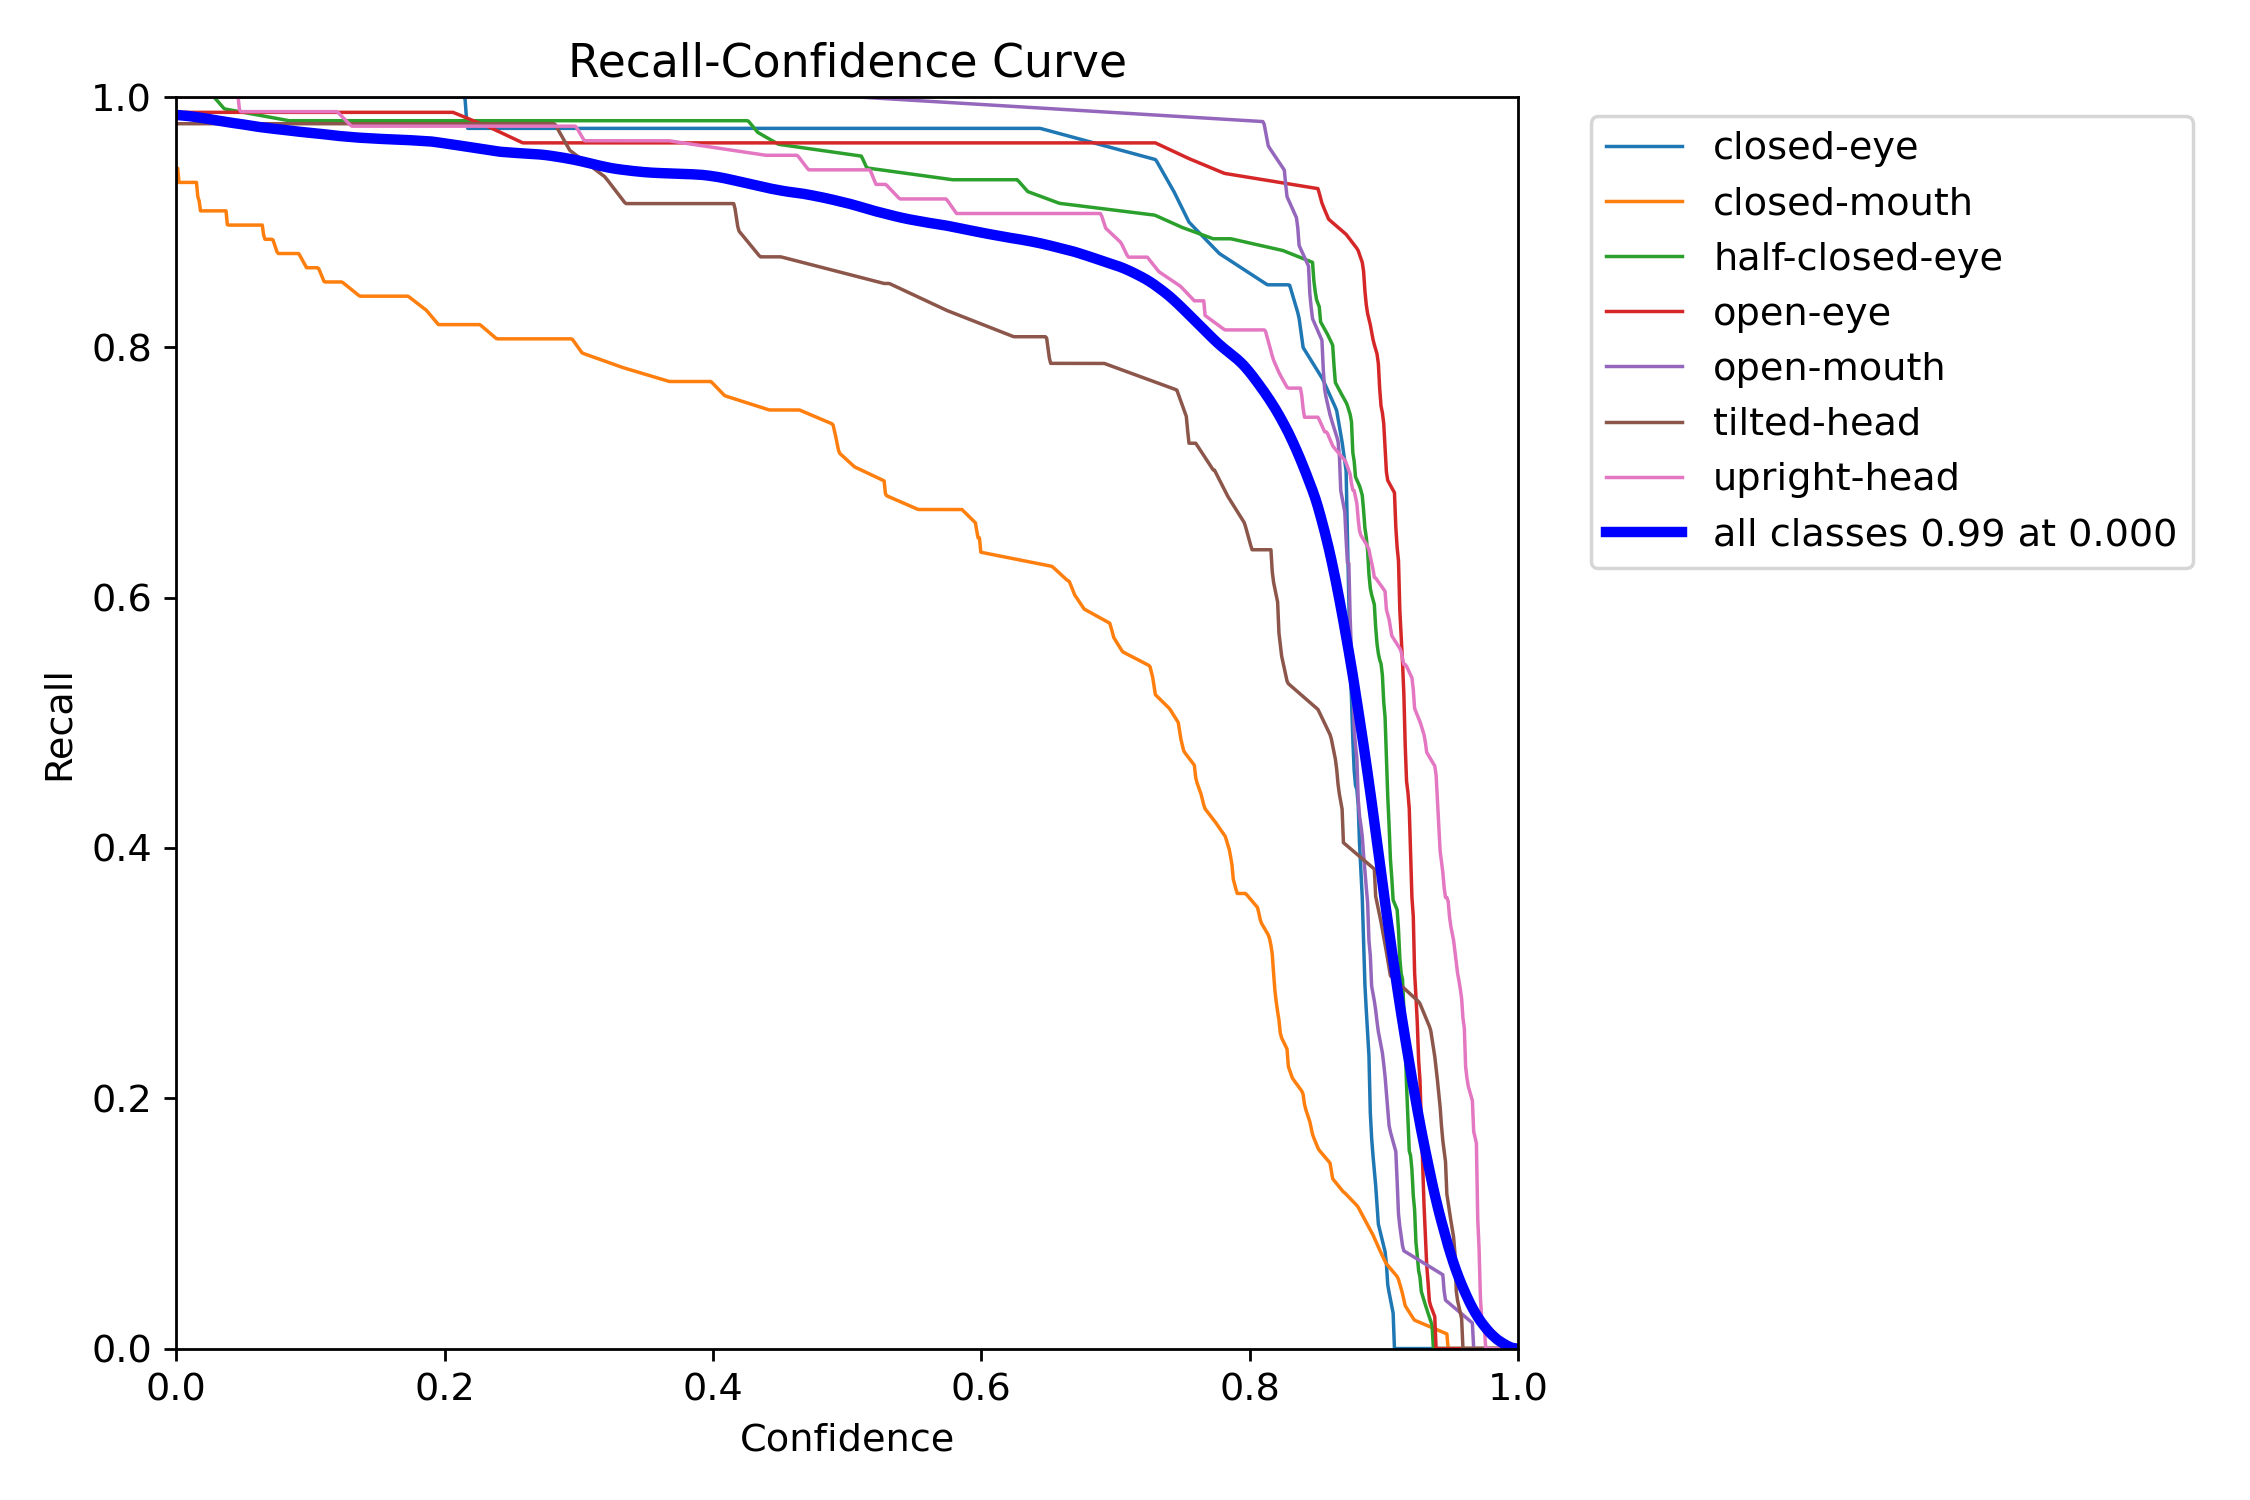 Recall-Confidence Curve
1.0
0.8
0.6
0.4
0.2
0.0
Recall
0.0 0.2 0.4 0.6 0.8 1.0
Confidence
closed-eye
closed-mouth
half-closed-eye
open-eye
open-mouth
tilted-head
upright-head
all classes 0.99 at 0.000